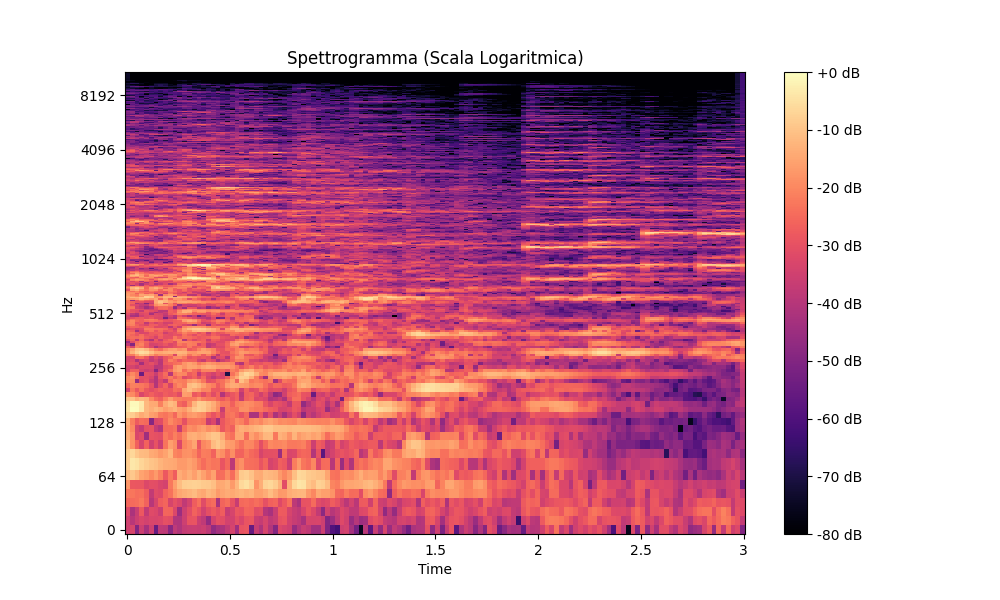 Spettrogramma (Scala Logaritmica)
8192
4096
2048
1024
512
256
128
64
0
Hz
0
0.5
1
1.5
2
2.5
3
Time
+0 dB
-10 dB
-20 dB
-30 dB
-40 dB
-50 dB
-60 dB
-70 dB
-80 dB